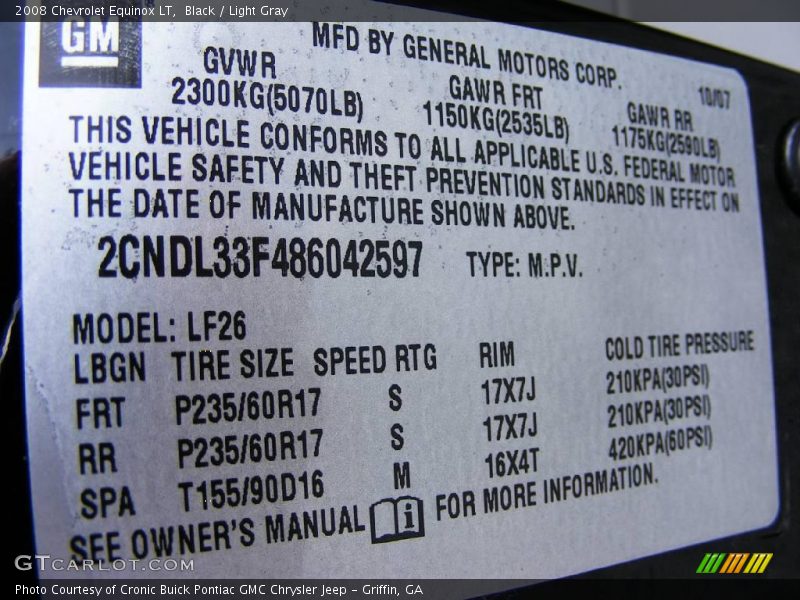 2008 Chevrolet Equinox LT,  Black / Light Gray
GM
MFD BY GENERAL MOTORS CORP.
10/07
GVWR
GAWR FRT
GAWR RR
2300KG(5070LB)
1150KG(2535LB)
1175KG(2590LB)
THIS VEHICLE CONFORMS TO ALL APPLICABLE U.S. FEDERAL MOTOR
VEHICLE SAFETY AND THEFT PREVENTION STANDARDS IN EFFECT ON
THE DATE OF MANUFACTURE SHOWN ABOVE.
2CNDL33F486042597 TYPE: M.P.V.
MODEL: LF26
LBGN TIRE SIZE SPEED RTG RIM COLD TIRE PRESSURE
FRT P235/60R17 S 17X7J 210KPA(30PSI)
RR P235/60R17 S 17X7J 210KPA(30PSI)
SPA T155/90D16 M 16X4T 420KPA(60PSI)
SEE OWNER'S MANUAL i FOR MORE INFORMATION.
GTCARLOT.COM
Photo Courtesy of Cronic Buick Pontiac GMC Chrysler Jeep - Griffin, GA